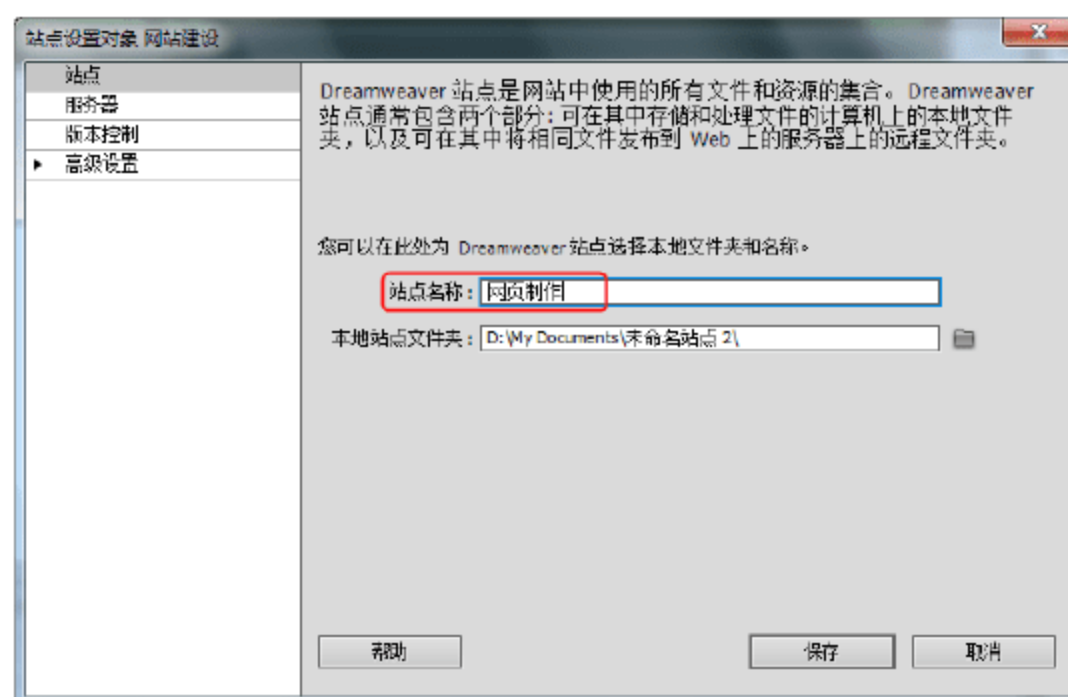 站点设置对象 网站建设
x
站点
服务器
版本控制
高级设置
Dreamweaver 站点是网站中使用的所有文件和资源的集合。Dreamweaver
站点通常包含两个部分:可在其中存储和处理文件的计算机上的本地文件
夹,以及可在其中将相同文件发布到 Web 上的服务器上的远程文件夹。
您可以在此处为 Dreamweaver 站点选择本地文件夹和名称。
站点名称: 网页制作
本地站点文件夹: D:\My Documents\未命名站点 2\
帮助
保存
取消